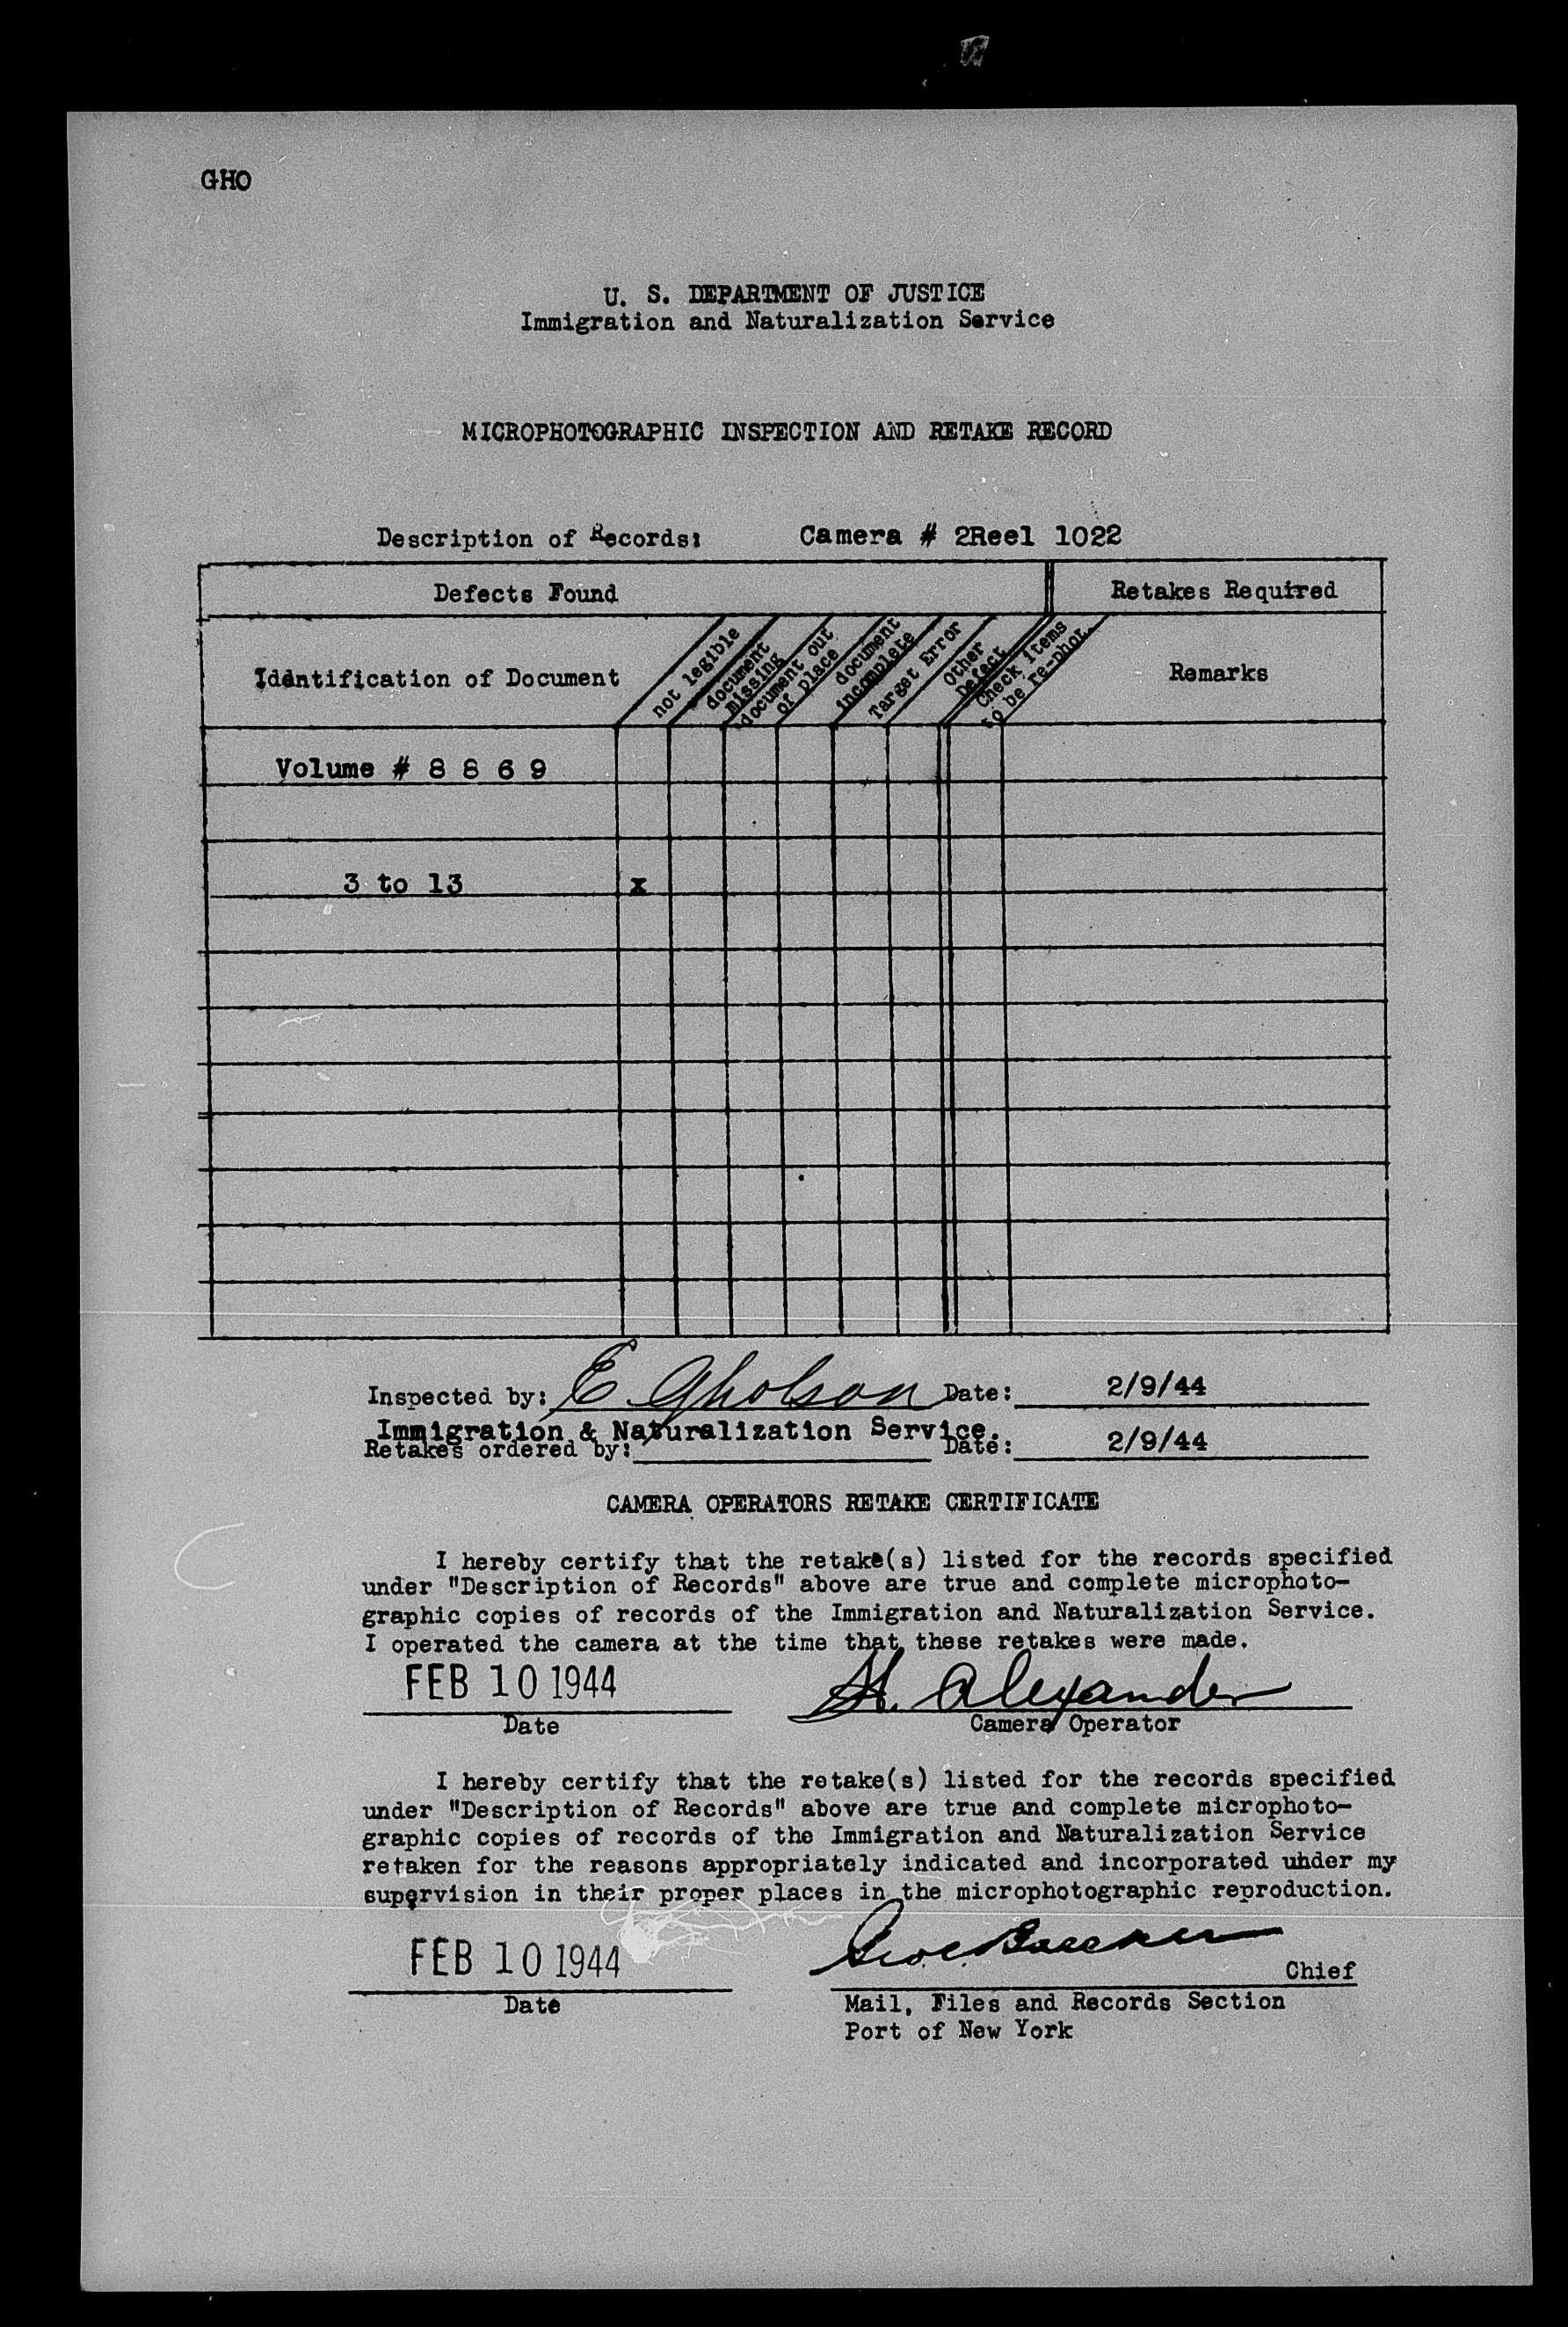 GHO
U. S. DEPARTMENT OF JUSTICE
Immigration and Naturalization Service
MICROPHOTOGRAPHIC INSPECTION AND RETAKE RECORD
Description of Records: Camera # 2Reel 1022
Defects Found Retakes Required
Iddntification of Document
not legible
document missing
document out of place
document incomplete
Target Error
Other Defect
Check items to be re-phot.
Remarks
Volume # 8 8 6 9
3 to 13 x
Inspected by: E. Gholson Date: 2/9/44
Immigration & Naturalization Service.
Retakes ordered by: Date: 2/9/44
CAMERA OPERATORS RETAKE CERTIFICATE
I hereby certify that the retake(s) listed for the records specified
under "Description of Records" above are true and complete microphoto-
graphic copies of records of the Immigration and Naturalization Service.
I operated the camera at the time that these retakes were made.
FEB 10 1944 H. Alexander
Date Camera Operator
I hereby certify that the retake(s) listed for the records specified
under "Description of Records" above are true and complete microphoto-
graphic copies of records of the Immigration and Naturalization Service
retaken for the reasons appropriately indicated and incorporated under my
supervision in their proper places in the microphotographic reproduction.
FEB 10 1944
Chief
Date Mail, Files and Records Section
Port of New York